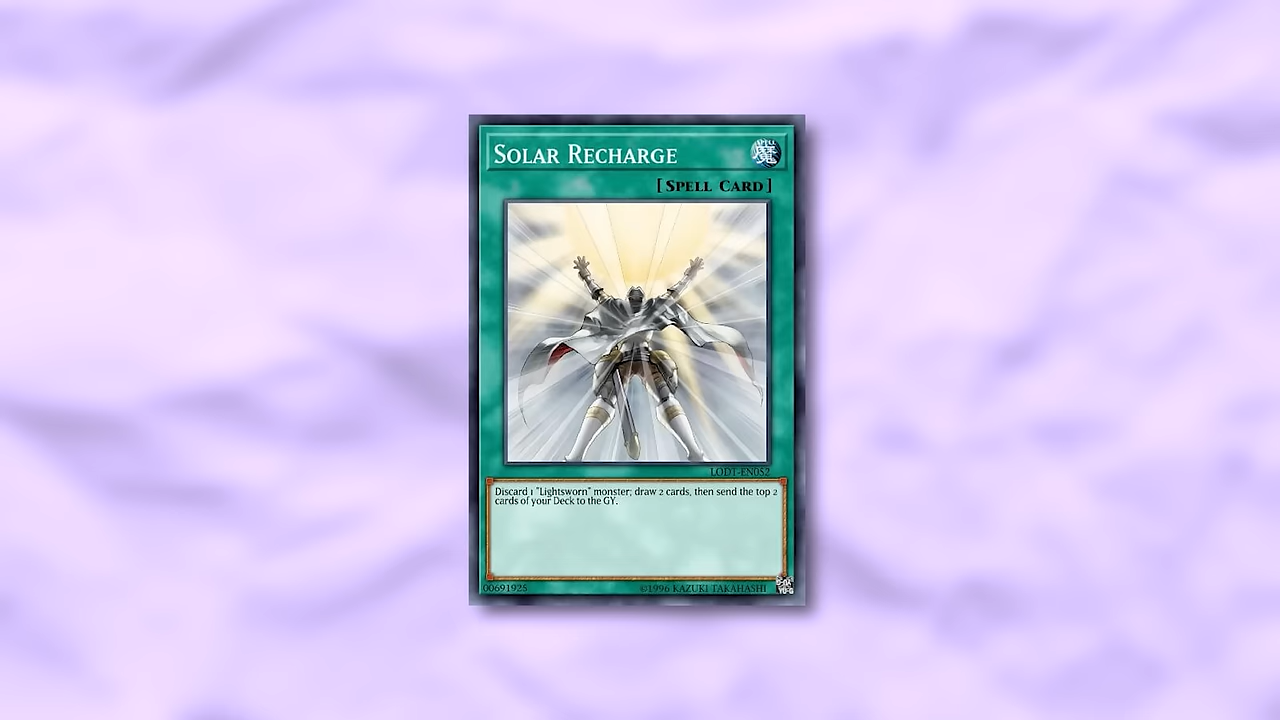 Solar Recharge
[ Spell Card ]
LODT-EN052
Discard 1 "Lightsworn" monster; draw 2 cards, then send the top 2
cards of your Deck to the GY.
00691925
©1996 KAZUKI TAKAHASHI